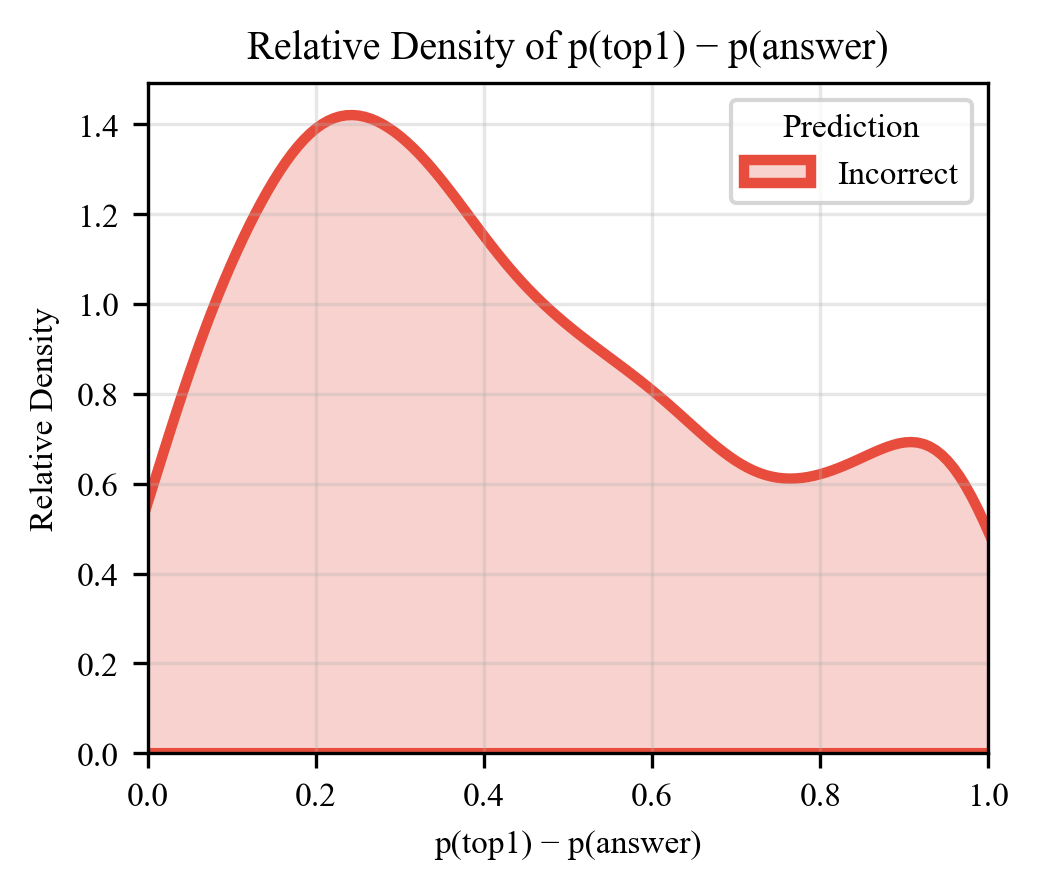 Relative Density of p(top1) − p(answer)
Prediction
Incorrect
Relative Density
1.4
1.2
1.0
0.8
0.6
0.4
0.2
0.0
0.0 0.2 0.4 0.6 0.8 1.0
p(top1) − p(answer)